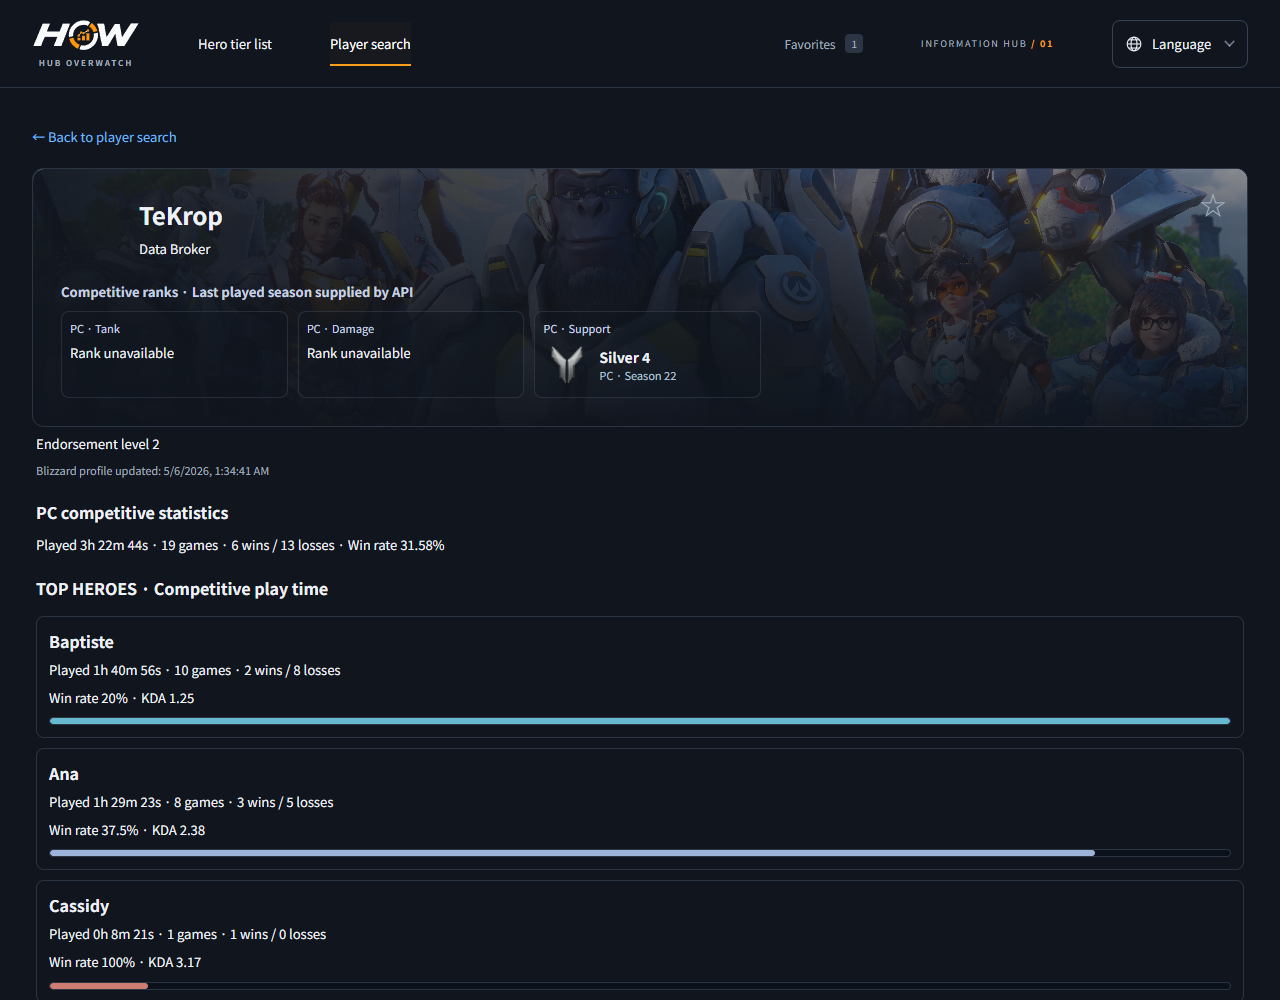 HOW
HUB OVERWATCH
Hero tier list
Player search
Favorites 1
INFORMATION HUB / 01
Language
← Back to player search
TeKrop
Data Broker
Competitive ranks · Last played season supplied by API
PC · Tank
Rank unavailable
PC · Damage
Rank unavailable
PC · Support
Silver 4
PC · Season 22
Endorsement level 2
Blizzard profile updated: 5/6/2026, 1:34:41 AM
PC competitive statistics
Played 3h 22m 44s · 19 games · 6 wins / 13 losses · Win rate 31.58%
TOP HEROES · Competitive play time
Baptiste
Played 1h 40m 56s · 10 games · 2 wins / 8 losses
Win rate 20% · KDA 1.25
Ana
Played 1h 29m 23s · 8 games · 3 wins / 5 losses
Win rate 37.5% · KDA 2.38
Cassidy
Played 0h 8m 21s · 1 games · 1 wins / 0 losses
Win rate 100% · KDA 3.17